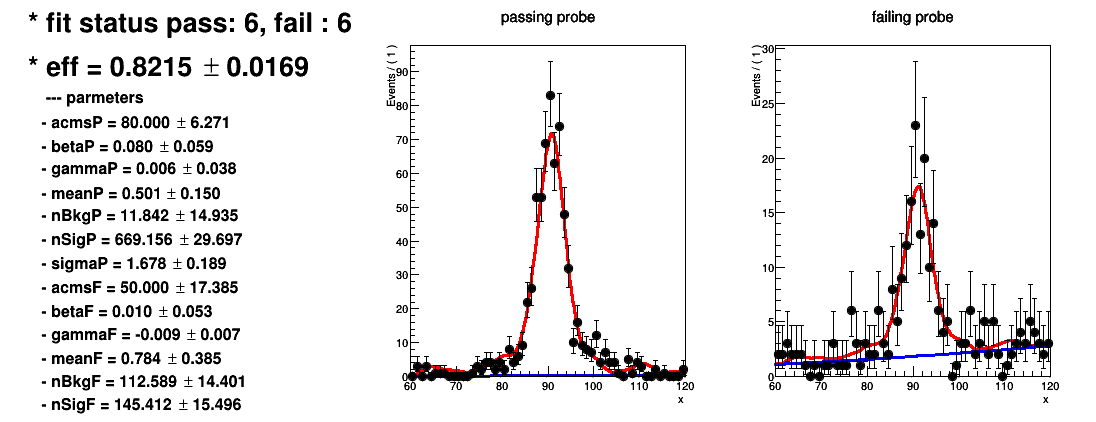 * fit status pass: 6, fail : 6
* eff = 0.8215 ± 0.0169
--- parmeters
- acmsP = 80.000 ± 6.271
- betaP = 0.080 ± 0.059
- gammaP = 0.006 ± 0.038
- meanP = 0.501 ± 0.150
- nBkgP = 11.842 ± 14.935
- nSigP = 669.156 ± 29.697
- sigmaP = 1.678 ± 0.189
- acmsF = 50.000 ± 17.385
- betaF = 0.010 ± 0.053
- gammaF = -0.009 ± 0.007
- meanF = 0.784 ± 0.385
- nBkgF = 112.589 ± 14.401
- nSigF = 145.412 ± 15.496
passing probe
Events / ( 1 )
90
80
70
60
50
40
30
20
10
0
60 70 80 90 100 110 120
x
failing probe
Events / ( 1 )
30
25
20
15
10
5
0
60 70 80 90 100 110 120
x